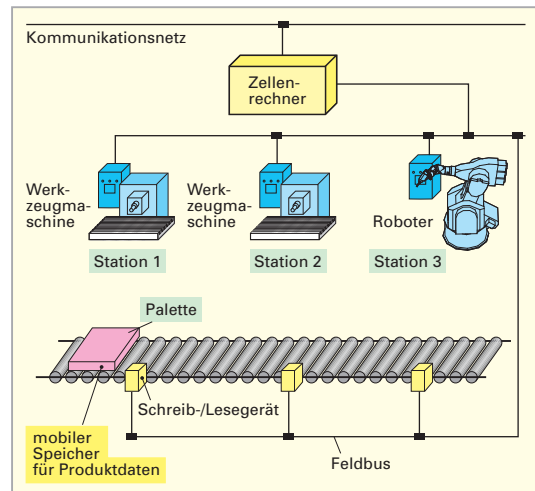 Kommunikationsnetz
Zellen-
rechner
Werk-
zeugma-
schine
Werk-
zeugma-
schine
Roboter
Station 1
Station 2
Station 3
Palette
Schreib-/Lesegerät
mobiler
Speicher
für Produktdaten
Feldbus